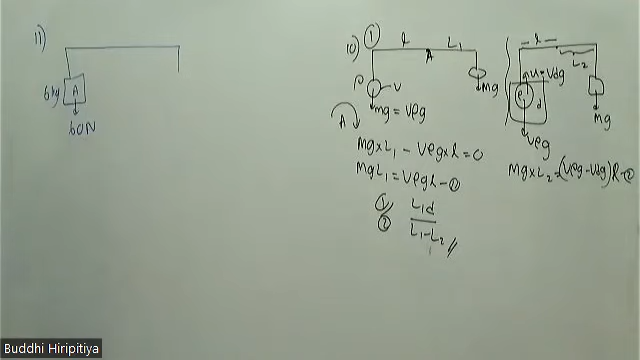 11)
6kg A
60N
10) ① l L₁
A
ρ V
Mg
mg = Vρg
A
Mg×L₁ - Vρg×l = 0
MgL₁ = Vρgl - ①
①/② L₁d / L₁-L₂ //
l L₂
u = Vdg
ρ d
Vρg
Mg
Mg×L₂ = (Vρg - Vdg)l - ②
Buddhi Hiripitiya